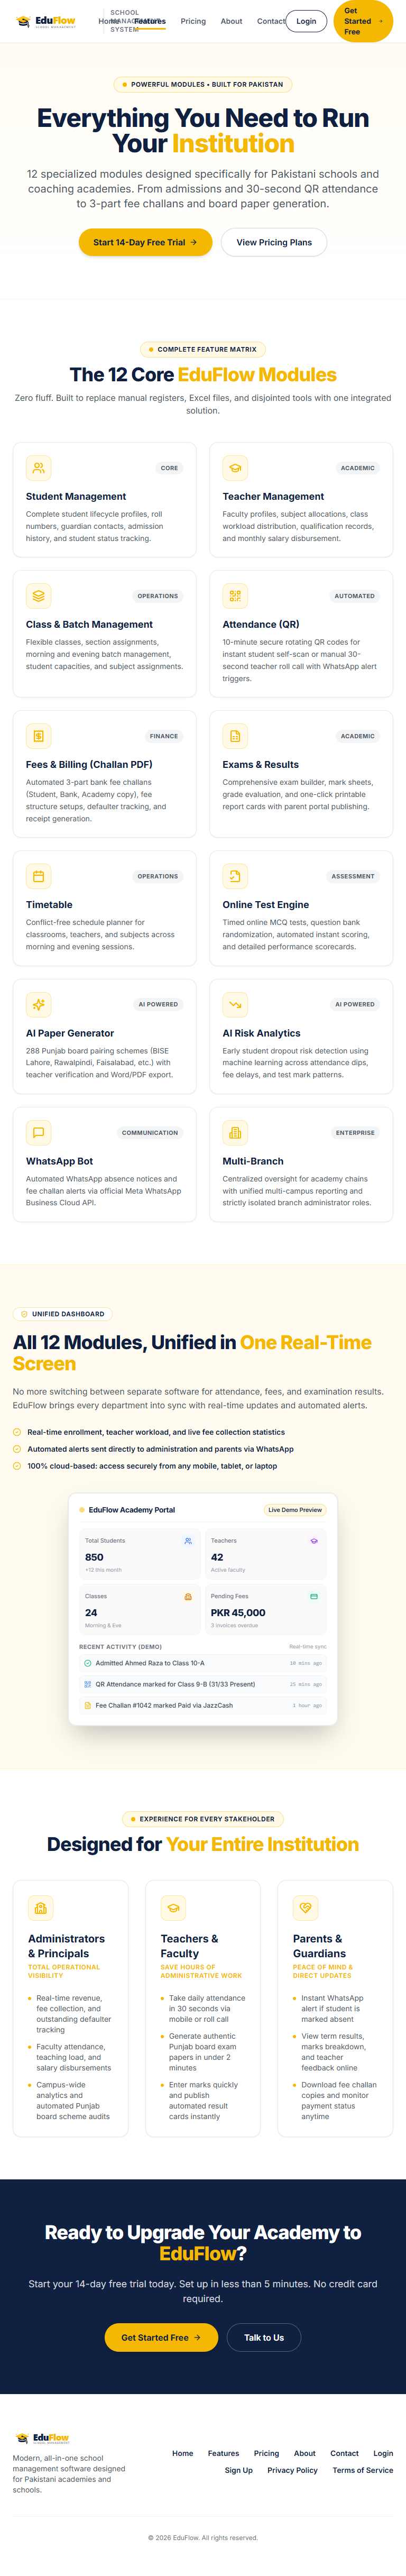 EduFlow
SCHOOL
MANAGEMENT
SYSTEM
Home
Features
Pricing
About
Contact
Login
Get
Started
Free
POWERFUL MODULES • BUILT FOR PAKISTAN
Everything You Need to Run
Your Institution
12 specialized modules designed specifically for Pakistani schools and
coaching academies. From admissions and 30-second QR attendance
to 3-part fee challans and board paper generation.
Start 14-Day Free Trial →
View Pricing Plans
COMPLETE FEATURE MATRIX
The 12 Core EduFlow Modules
Zero fluff. Built to replace manual registers, Excel files, and disjointed tools with one integrated
solution.
CORE
Student Management
Complete student lifecycle profiles, roll
numbers, guardian contacts, admission
history, and student status tracking.
ACADEMIC
Teacher Management
Faculty profiles, subject allocations, class
workload distribution, qualification records,
and monthly salary disbursement.
OPERATIONS
Class & Batch Management
Flexible classes, section assignments,
morning and evening batch management,
student capacities, and subject assignments.
AUTOMATED
Attendance (QR)
10-minute secure rotating QR codes for
instant student self-scan or manual 30-
second teacher roll call with WhatsApp alert
triggers.
FINANCE
Fees & Billing (Challan PDF)
Automated 3-part bank fee challans
(Student, Bank, Academy copy), fee
structure setups, defaulter tracking, and
receipt generation.
ACADEMIC
Exams & Results
Comprehensive exam builder, mark sheets,
grade evaluation, and one-click printable
report cards with parent portal publishing.
OPERATIONS
Timetable
Conflict-free schedule planner for
classrooms, teachers, and subjects across
morning and evening sessions.
ASSESSMENT
Online Test Engine
Timed online MCQ tests, question bank
randomization, automated instant scoring,
and detailed performance scorecards.
AI POWERED
AI Paper Generator
288 Punjab board pairing schemes (BISE
Lahore, Rawalpindi, Faisalabad, etc.) with
teacher verification and Word/PDF export.
AI POWERED
AI Risk Analytics
Early student dropout risk detection using
machine learning across attendance dips,
fee delays, and test mark patterns.
COMMUNICATION
WhatsApp Bot
Automated WhatsApp absence notices and
fee challan alerts via official Meta WhatsApp
Business Cloud API.
ENTERPRISE
Multi-Branch
Centralized oversight for academy chains
with unified multi-campus reporting and
strictly isolated branch administrator roles.
UNIFIED DASHBOARD
All 12 Modules, Unified in One Real-Time
Screen
No more switching between separate software for attendance, fees, and examination results.
EduFlow brings every department into sync with real-time updates and automated alerts.
Real-time enrollment, teacher workload, and live fee collection statistics
Automated alerts sent directly to administration and parents via WhatsApp
100% cloud-based: access securely from any mobile, tablet, or laptop
EduFlow Academy Portal
Live Demo Preview
Total Students
850
+12 this month
Teachers
42
Active faculty
Classes
24
Morning & Eve
Pending Fees
PKR 45,000
3 invoices overdue
RECENT ACTIVITY (DEMO)
Real-time sync
Admitted Ahmed Raza to Class 10-A
10 mins ago
QR Attendance marked for Class 9-B (31/33 Present)
25 mins ago
Fee Challan #1042 marked Paid via JazzCash
1 hour ago
EXPERIENCE FOR EVERY STAKEHOLDER
Designed for Your Entire Institution
Administrators
& Principals
TOTAL OPERATIONAL
VISIBILITY
Real-time revenue,
fee collection, and
outstanding defaulter
tracking
Faculty attendance,
teaching load, and
salary disbursements
Campus-wide
analytics and
automated Punjab
board scheme audits
Teachers &
Faculty
SAVE HOURS OF
ADMINISTRATIVE WORK
Take daily attendance
in 30 seconds via
mobile or roll call
Generate authentic
Punjab board exam
papers in under 2
minutes
Enter marks quickly
and publish
automated result
cards instantly
Parents &
Guardians
PEACE OF MIND &
DIRECT UPDATES
Instant WhatsApp
alert if student is
marked absent
View term results,
marks breakdown,
and teacher
feedback online
Download fee challan
copies and monitor
payment status
anytime
Ready to Upgrade Your Academy to
EduFlow?
Start your 14-day free trial today. Set up in less than 5 minutes. No credit card
required.
Get Started Free →
Talk to Us
EduFlow
Modern, all-in-one school
management software designed
for Pakistani academies and
schools.
Home
Features
Pricing
About
Contact
Login
Sign Up
Privacy Policy
Terms of Service
© 2026 EduFlow. All rights reserved.